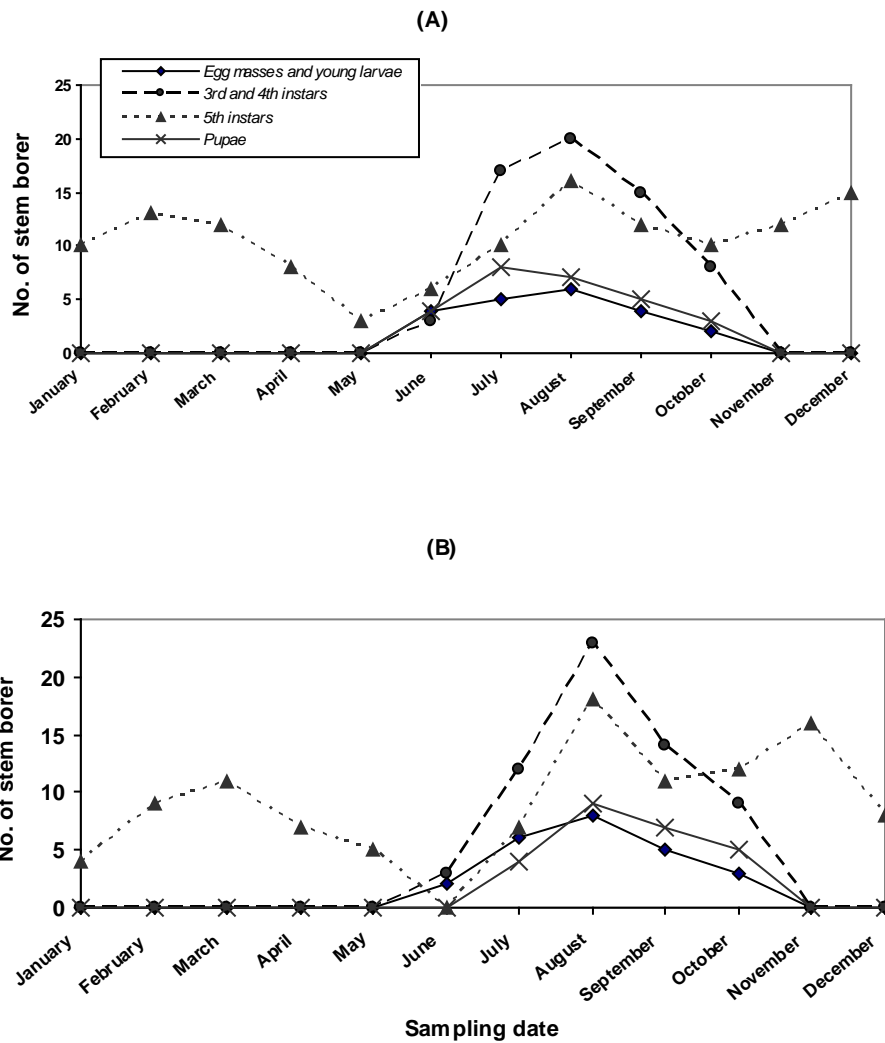 (A)
Egg masses and young larvae
3rd and 4th instars
5th instars
Pupae
No. of stem borer
25
20
15
10
5
0
January
February
March
April
May
June
July
August
September
October
November
December
(B)
No. of stem borer
25
20
15
10
5
0
January
February
March
April
May
June
July
August
September
October
November
December
Sampling date